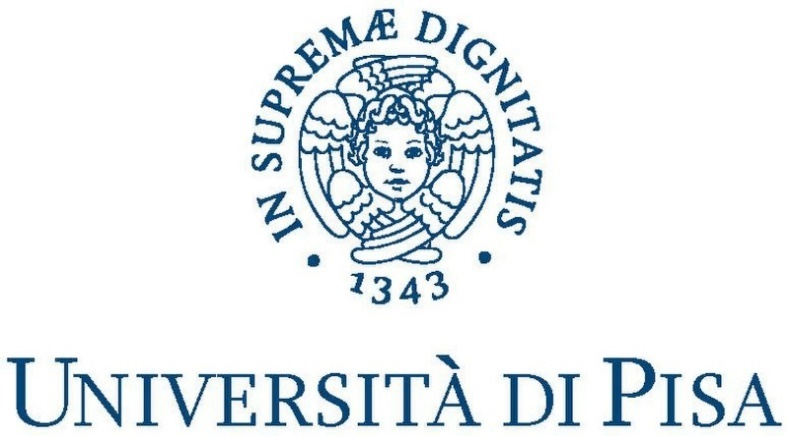 IN SUPREMÆ DIGNITATIS
· 1343 ·
UNIVERSITÀ DI PISA